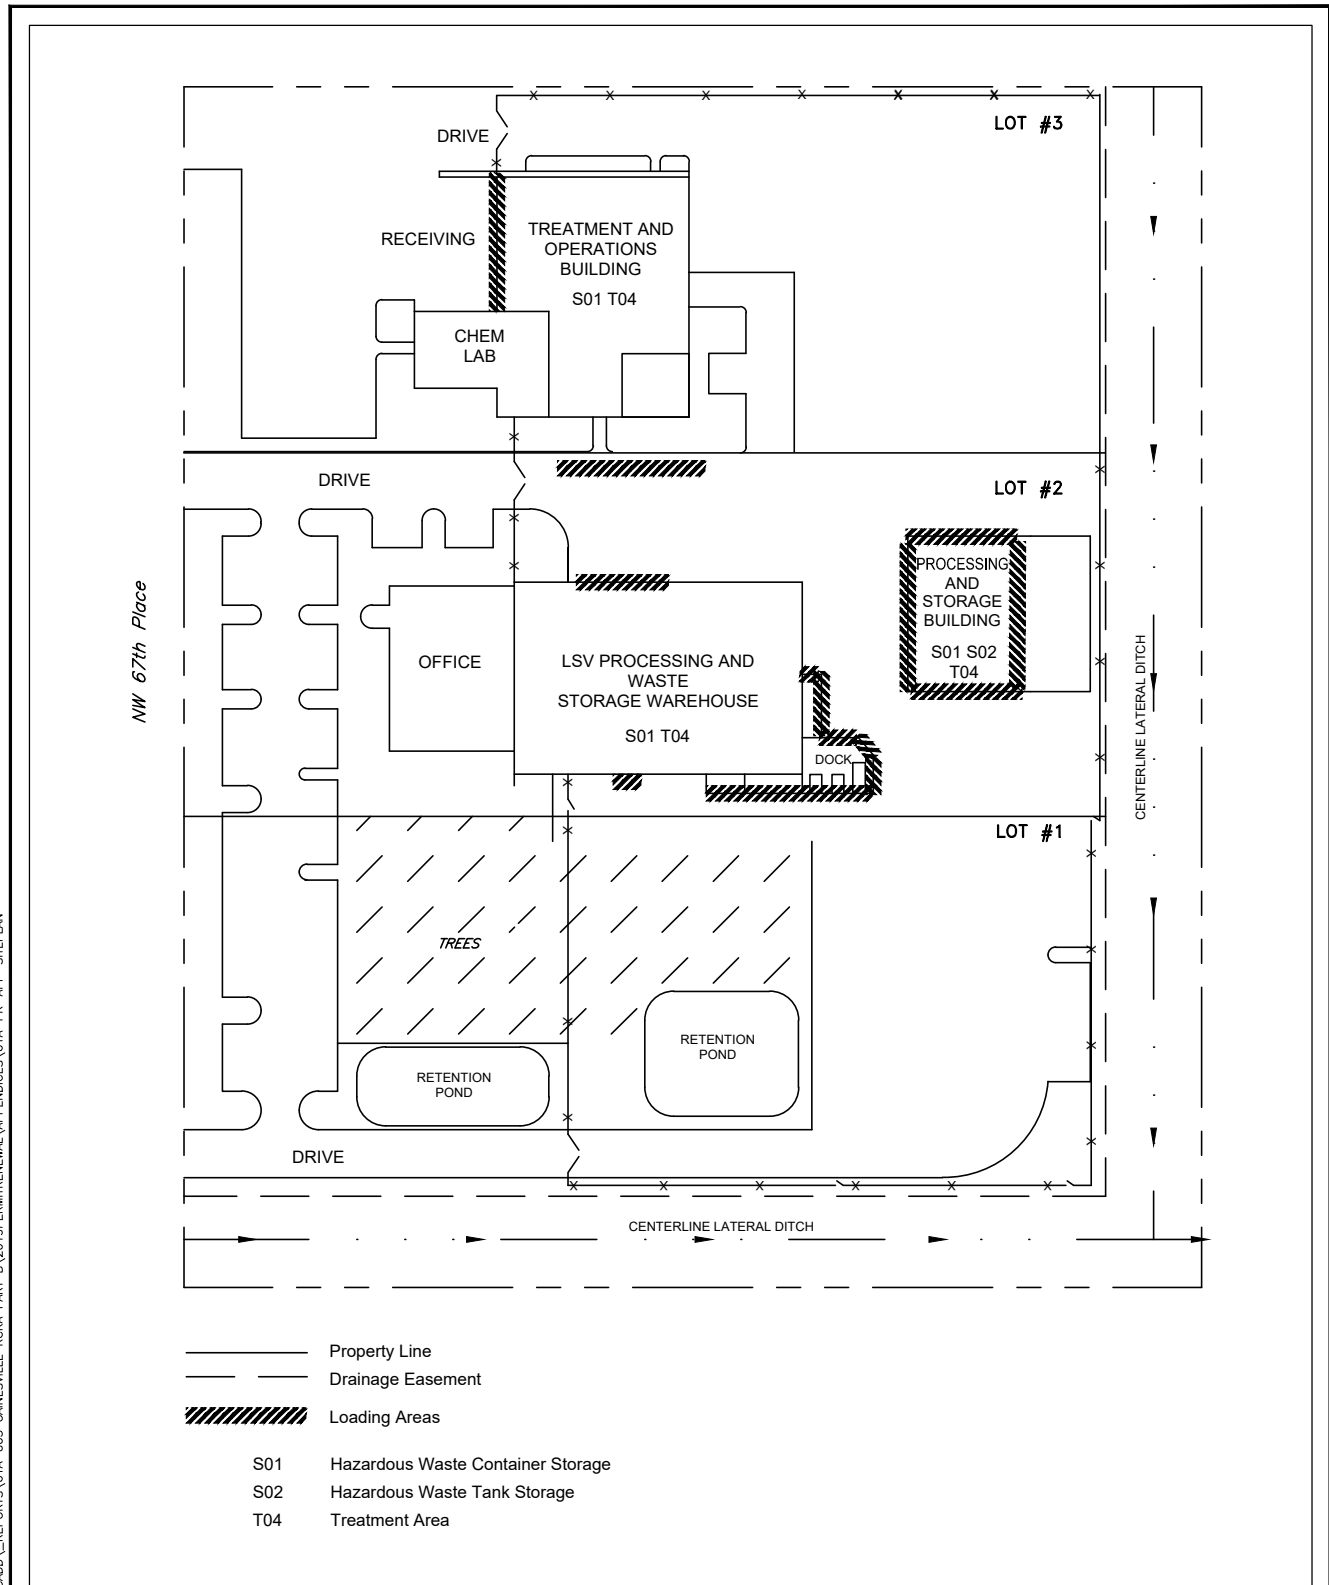 LOT #3
DRIVE
RECEIVING
TREATMENT AND
OPERATIONS
BUILDING
S01 T04
CHEM
LAB
DRIVE
LOT #2
NW 67th Place
PROCESSING
AND
STORAGE
BUILDING
S01 S02
T04
OFFICE
LSV PROCESSING AND
WASTE
STORAGE WAREHOUSE
S01 T04
DOCK
CENTERLINE LATERAL DITCH
LOT #1
TREES
RETENTION
POND
RETENTION
POND
DRIVE
CENTERLINE LATERAL DITCH
Property Line
Drainage Easement
Loading Areas
S01 Hazardous Waste Container Storage
S02 Hazardous Waste Tank Storage
T04 Treatment Area